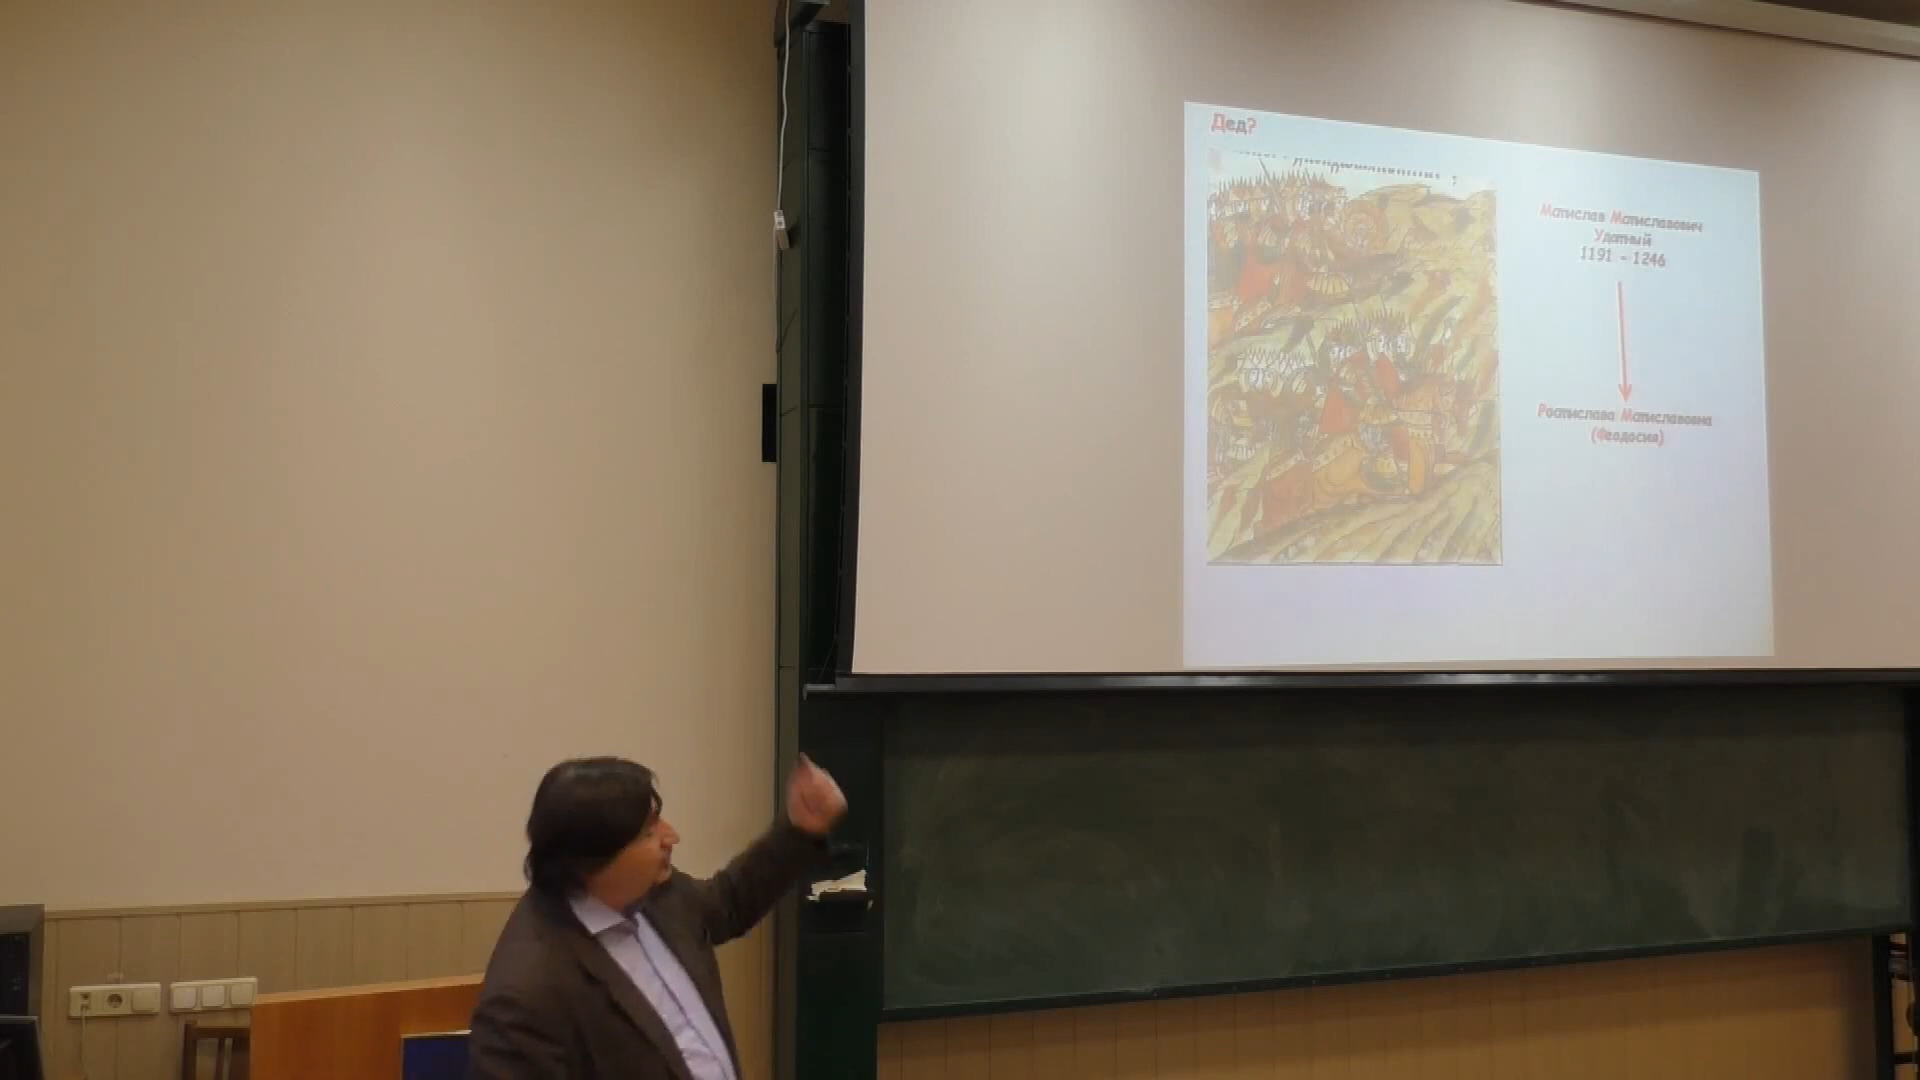 Дед?
Мстислав Мстиславович
Удатный
1191 - 1246
Ростислава Мстиславовна
(Феодосия)